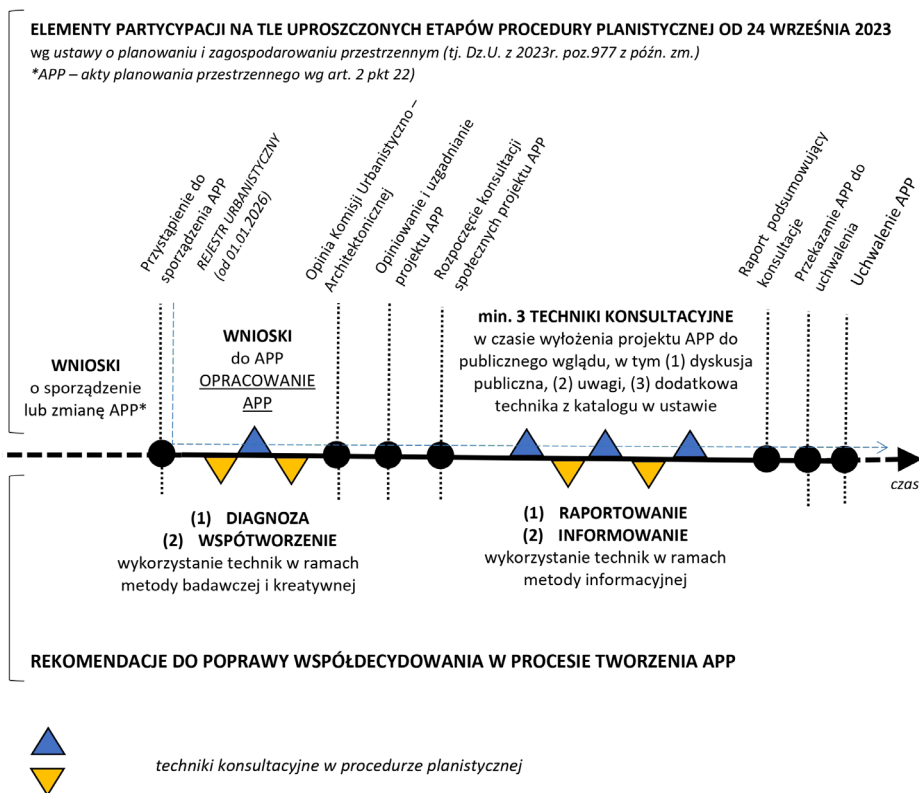 ELEMENTY PARTYCYPACJI NA TLE UPROSZCZONYCH ETAPÓW PROCEDURY PLANISTYCZNEJ OD 24 WRZEŚNIA 2023
wg ustawy o planowaniu i zagospodarowaniu przestrzennym (tj. Dz.U. z 2023r. poz.977 z późn. zm.)
*APP – akty planowania przestrzennego wg art. 2 pkt 22)
Przystąpienie do
sporządzenia APP
REJESTR URBANISTYCZNY
(od 01.01.2026)
Opinia Komisji Urbanistyczno –
Architektonicznej
Opiniowanie i uzgadnianie
projektu APP
Rozpoczęcie konsultacji
społecznych projektu APP
Raport podsumowujący
konsultacje
Przekazanie APP do
uchwalenia
Uchwalenie APP
WNIOSKI
o sporządzenie
lub zmianę APP*
WNIOSKI
do APP
OPRACOWANIE
APP
min. 3 TECHNIKI KONSULTACYJNE
w czasie wyłożenia projektu APP do
publicznego wglądu, w tym (1) dyskusja
publiczna, (2) uwagi, (3) dodatkowa
technika z katalogu w ustawie
czas
(1) DIAGNOZA
(2) WSPÓTWORZENIE
wykorzystanie technik w ramach
metody badawczej i kreatywnej
(1) RAPORTOWANIE
(2) INFORMOWANIE
wykorzystanie technik w ramach
metody informacyjnej
REKOMENDACJE DO POPRAWY WSPÓŁDECYDOWANIA W PROCESIE TWORZENIA APP
techniki konsultacyjne w procedurze planistycznej